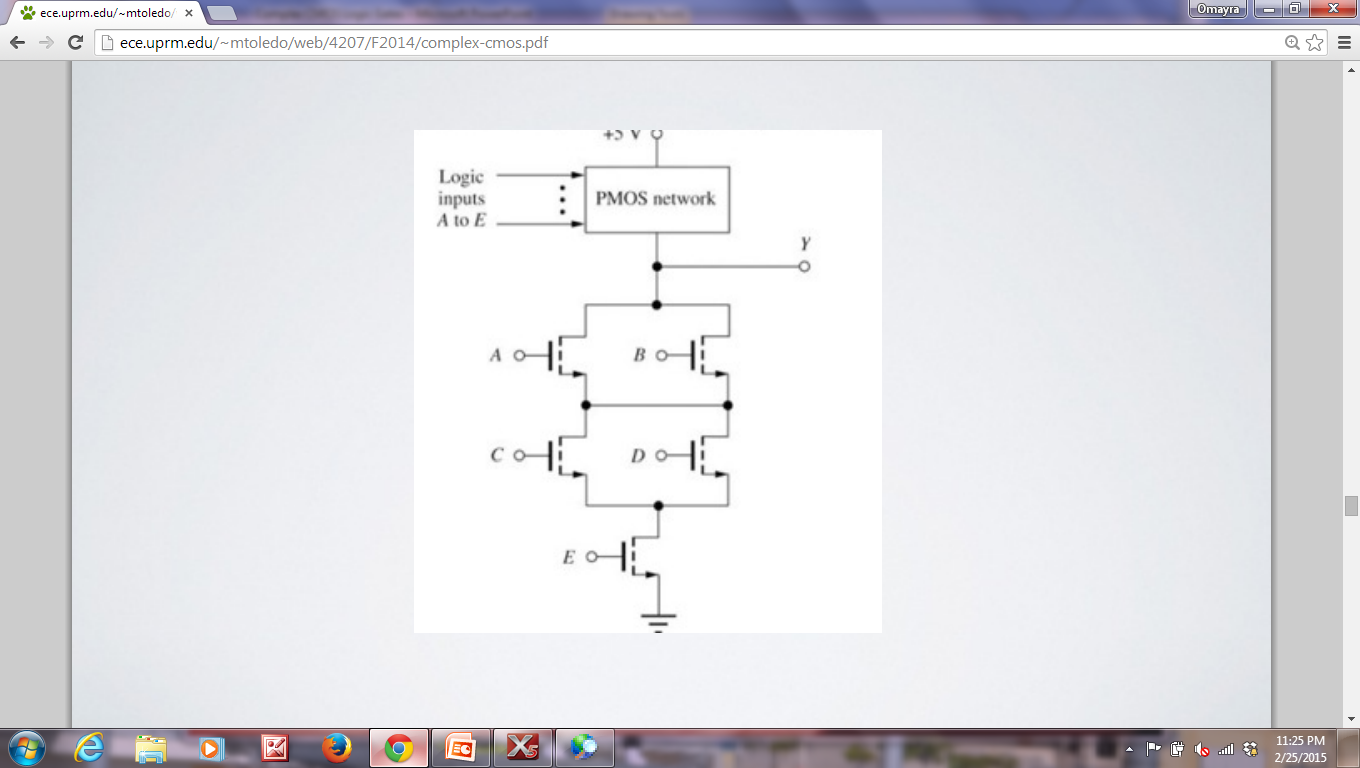 ece.uprm.edu/~mtoledo/
Omayra
ece.uprm.edu/~mtoledo/web/4207/F2014/complex-cmos.pdf
+5 V
Logic
inputs
A to E
PMOS network
Y
A
B
C
D
E
11:25 PM
2/25/2015